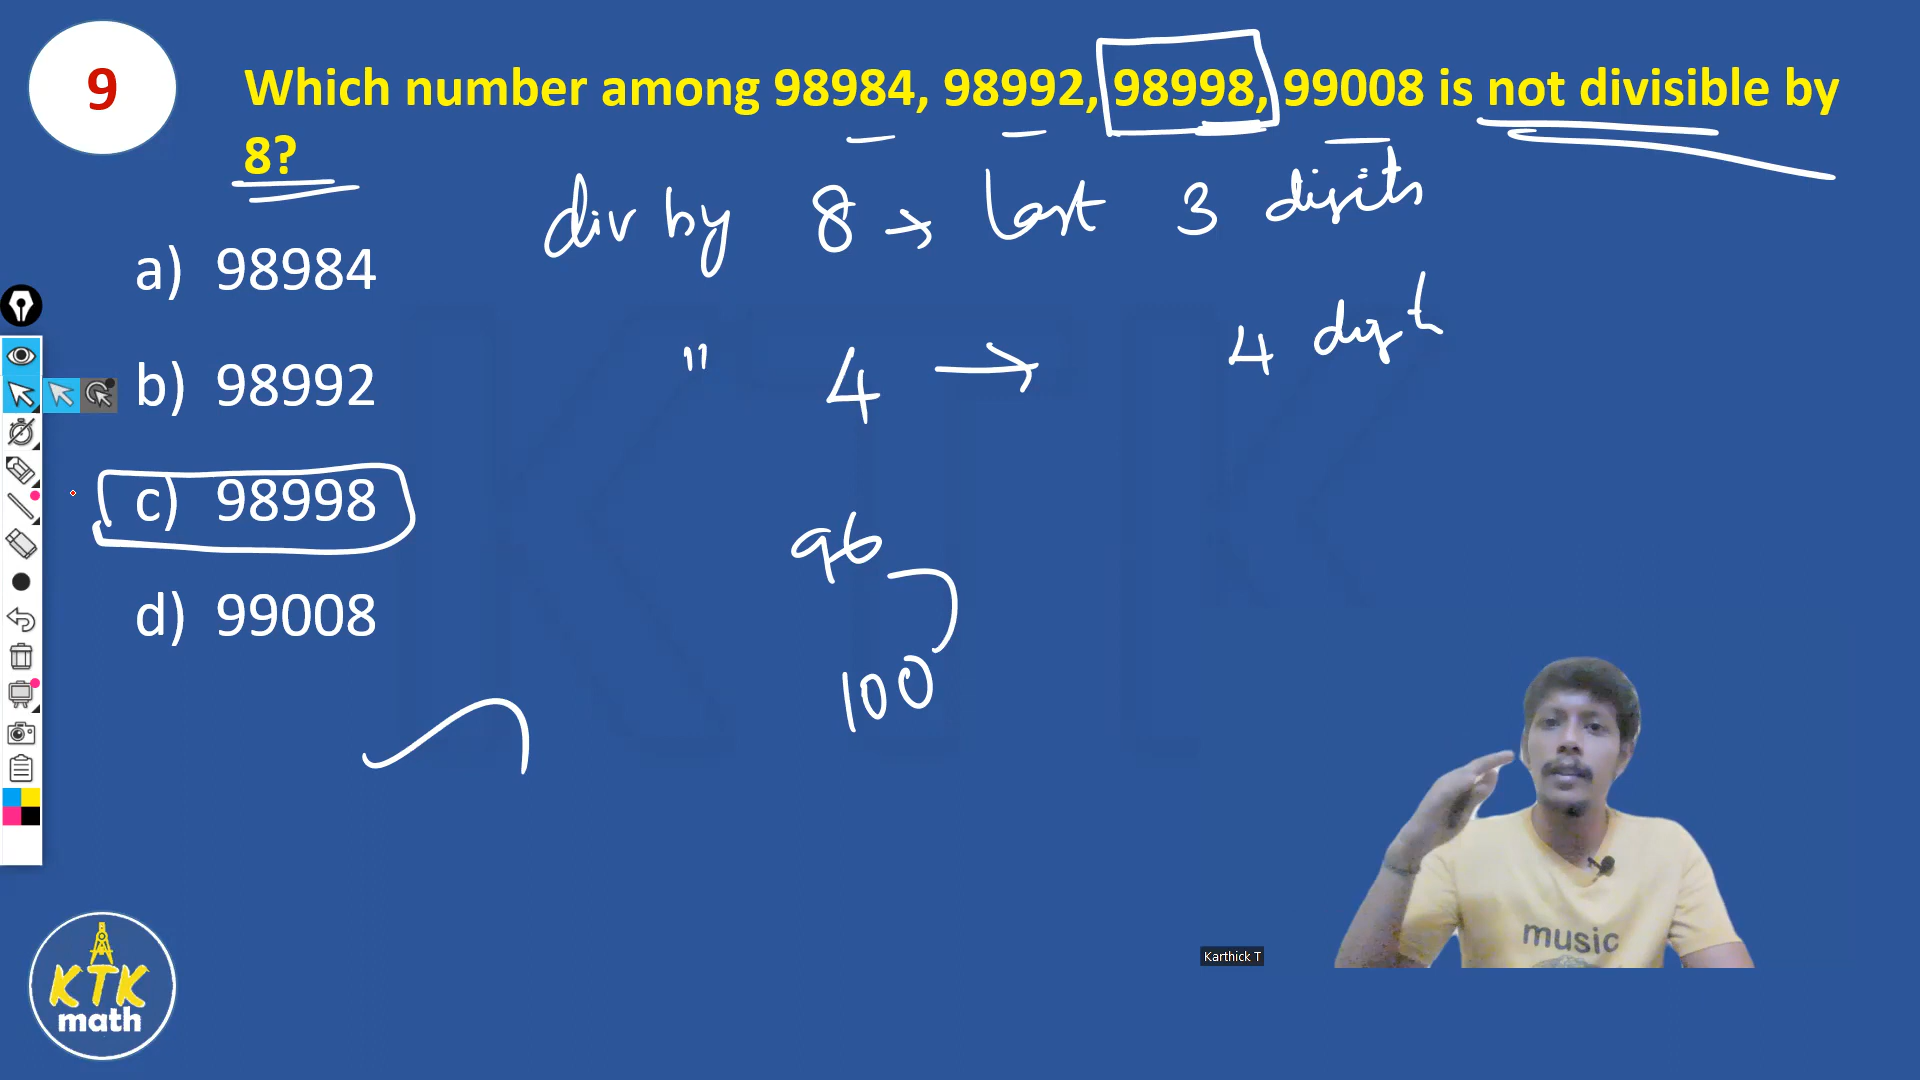 9
Which number among 98984, 98992, 98998, 99008 is not divisible by
8?
div by 8 → last 3 digits
a) 98984
" 4 → 4 digit
b) 98992
c) 98998
96
d) 99008
100
music
Karthick T
KTK
math